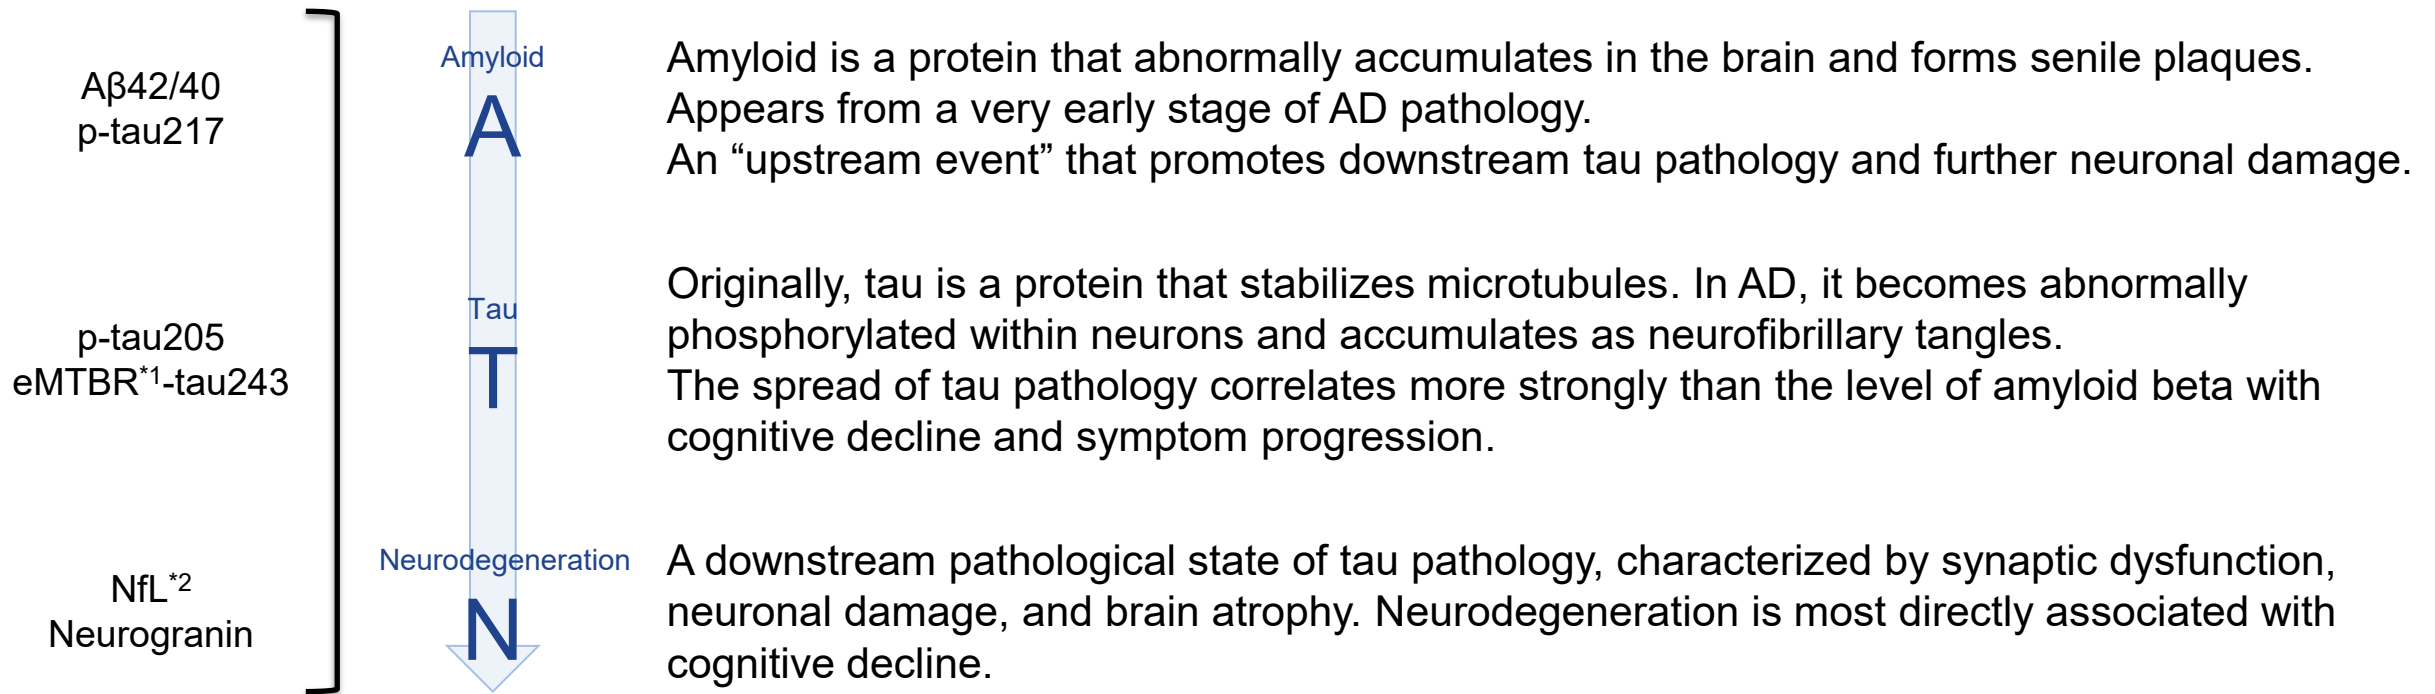 Aβ42/40
p-tau217
Amyloid
A
Amyloid is a protein that abnormally accumulates in the brain and forms senile plaques.
Appears from a very early stage of AD pathology.
An “upstream event” that promotes downstream tau pathology and further neuronal damage.
p-tau205
eMTBR*1-tau243
Tau
T
Originally, tau is a protein that stabilizes microtubules. In AD, it becomes abnormally
phosphorylated within neurons and accumulates as neurofibrillary tangles.
The spread of tau pathology correlates more strongly than the level of amyloid beta with
cognitive decline and symptom progression.
NfL*2
Neurogranin
Neurodegeneration
N
A downstream pathological state of tau pathology, characterized by synaptic dysfunction,
neuronal damage, and brain atrophy. Neurodegeneration is most directly associated with
cognitive decline.